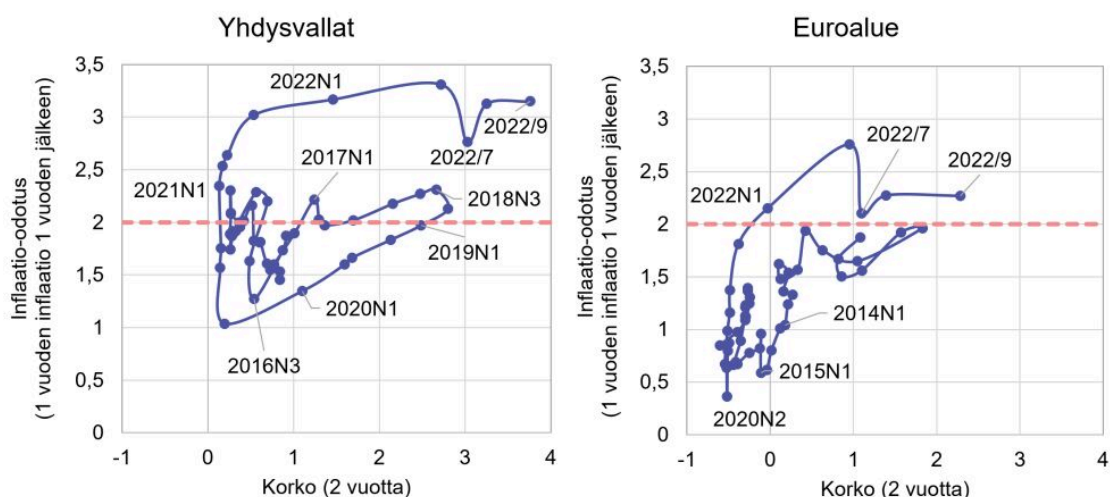 Yhdysvallat
Inflaatio-odotus
(1 vuoden inflaatio 1 vuoden jälkeen)
3,5
3
2,5
2
1,5
1
0,5
0
-1
0
1
2
3
4
Korko (2 vuotta)
2022N1
2022/9
2022/7
2017N1
2021N1
2018N3
2019N1
2020N1
2016N3
Euroalue
Inflaatio-odotus
(1 vuoden inflaatio 1 vuoden jälkeen)
3,5
3
2,5
2
1,5
1
0,5
0
-1
0
1
2
3
4
Korko (2 vuotta)
2022/7
2022/9
2022N1
2014N1
2015N1
2020N2